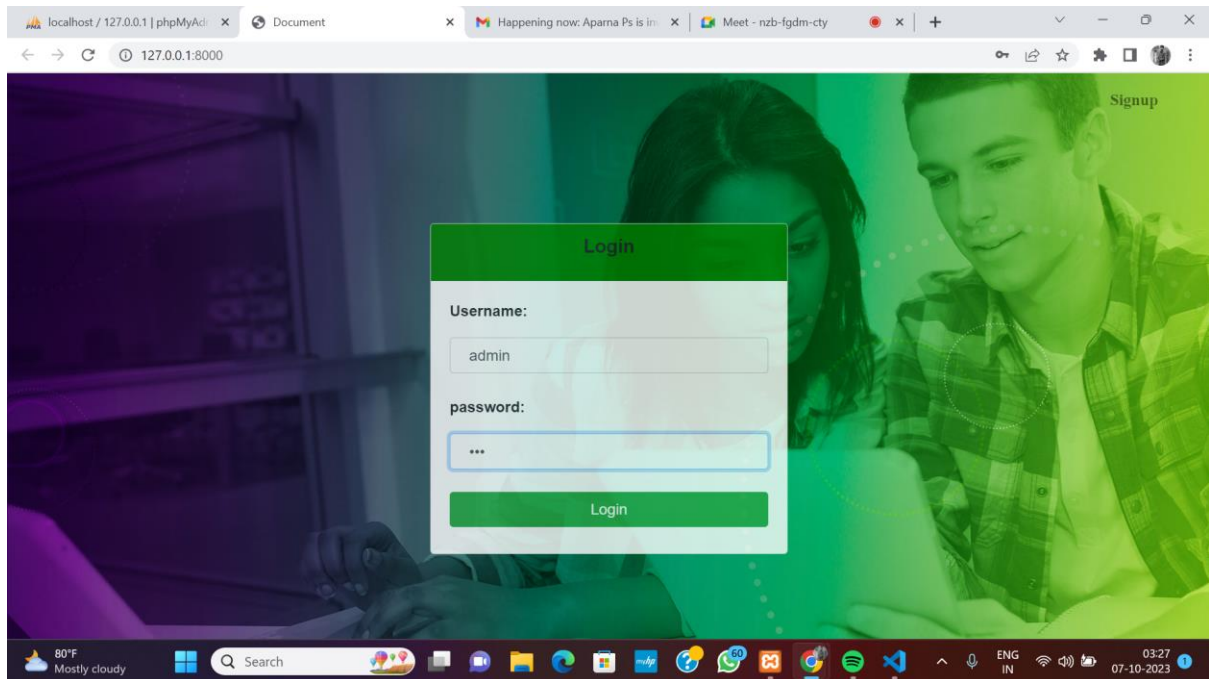 localhost / 127.0.0.1 | phpMyAd
Document
Happening now: Aparna Ps is in
Meet - nzb-fgdm-cty
127.0.0.1:8000
Signup
Login
Username:
admin
password:
•••
Login
80°F
Mostly cloudy
Search
60
ENG
IN
03:27
07-10-2023
1